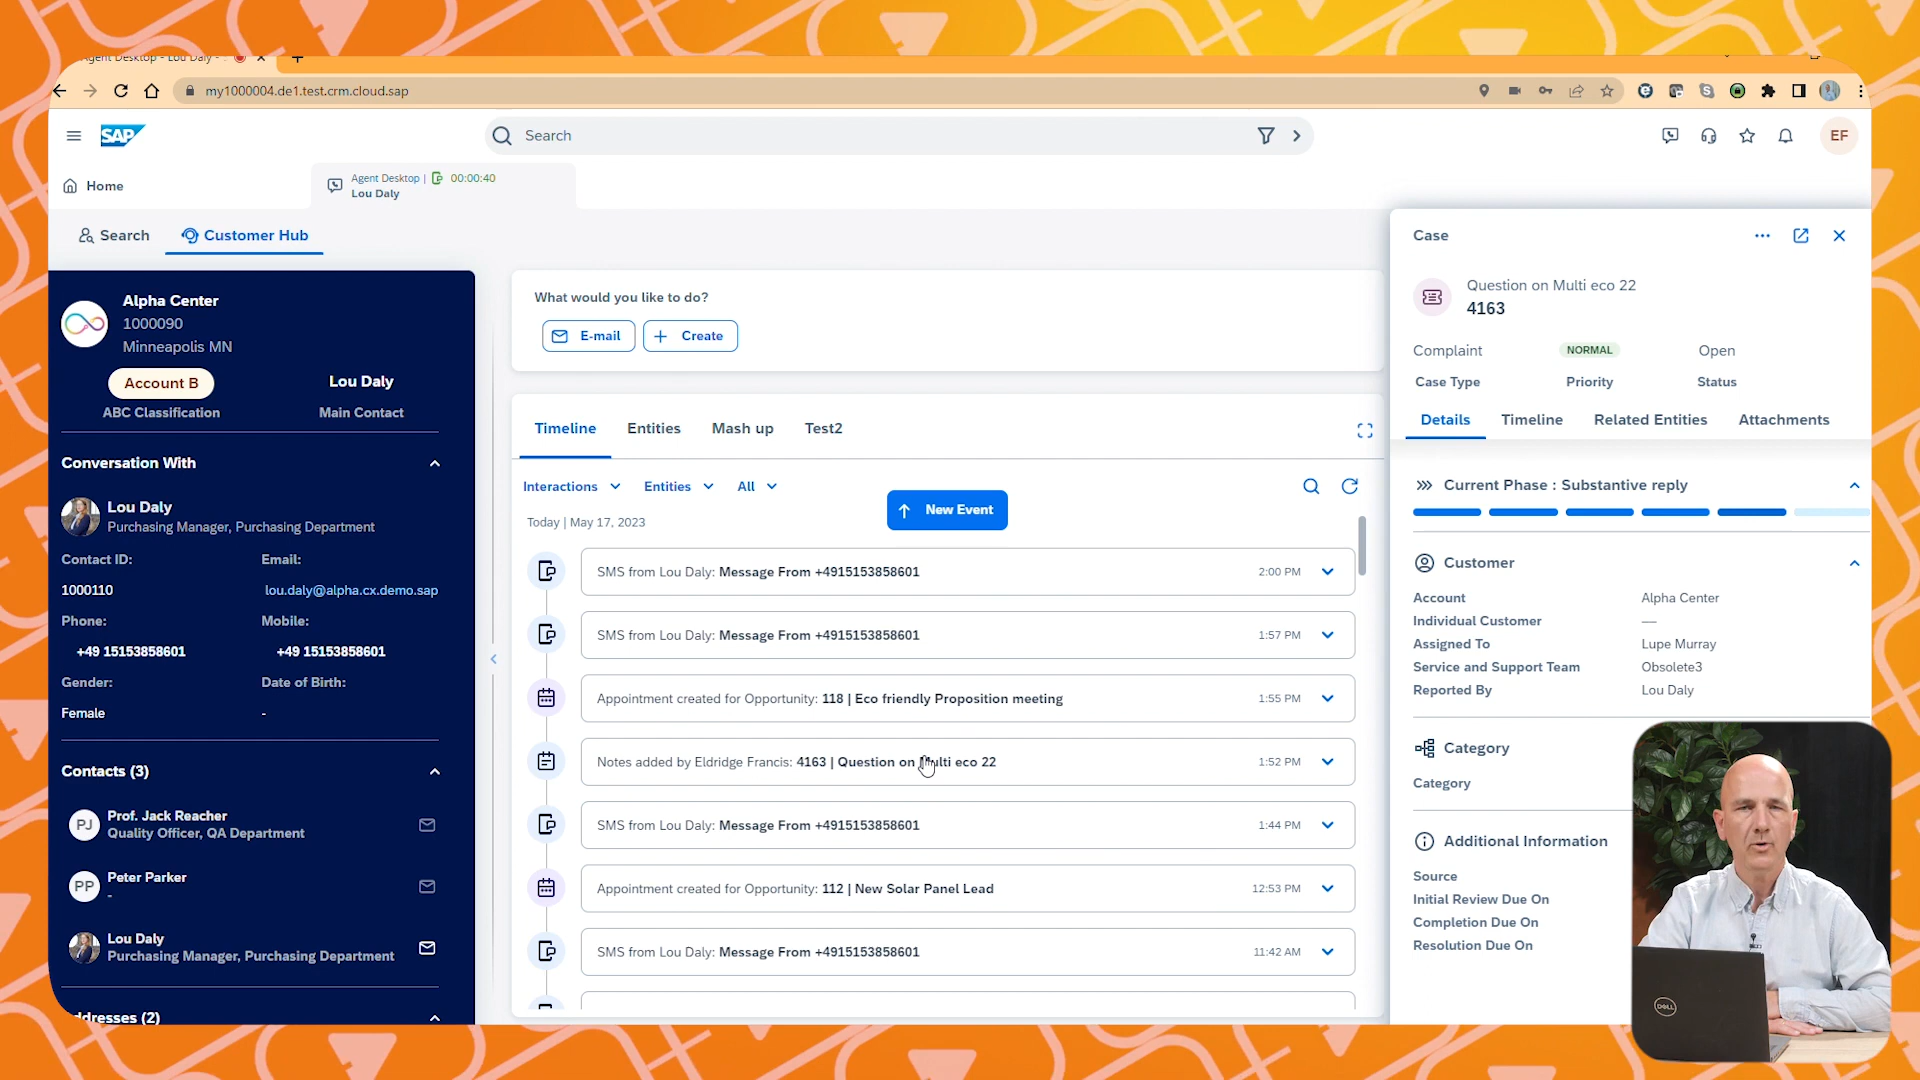 Agent Desktop - Lou Daly -
my1000004.de1.test.crm.cloud.sap
SAP
Search
EF
Home
Agent Desktop | 00:00:40
Lou Daly
Search
Customer Hub
Alpha Center
1000090
Minneapolis MN
Account B
Lou Daly
ABC Classification
Main Contact
Conversation With
Lou Daly
Purchasing Manager, Purchasing Department
Contact ID:
Email:
1000110
lou.daly@alpha.cx.demo.sap
Phone:
Mobile:
+49 15153858601
+49 15153858601
Gender:
Date of Birth:
Female
-
Contacts (3)
PJ
Prof. Jack Reacher
Quality Officer, QA Department
PP
Peter Parker
-
Lou Daly
Purchasing Manager, Purchasing Department
ddresses (2)
What would you like to do?
E-mail
Create
Timeline
Entities
Mash up
Test2
Interactions
Entities
All
New Event
Today | May 17, 2023
SMS from Lou Daly: Message From +4915153858601
2:00 PM
SMS from Lou Daly: Message From +4915153858601
1:57 PM
Appointment created for Opportunity: 118 | Eco friendly Proposition meeting
1:55 PM
Notes added by Eldridge Francis: 4163 | Question on Multi eco 22
1:52 PM
SMS from Lou Daly: Message From +4915153858601
1:44 PM
Appointment created for Opportunity: 112 | New Solar Panel Lead
12:53 PM
SMS from Lou Daly: Message From +4915153858601
11:42 AM
Case
Question on Multi eco 22
4163
Complaint
NORMAL
Open
Case Type
Priority
Status
Details
Timeline
Related Entities
Attachments
Current Phase : Substantive reply
Customer
Account
Alpha Center
Individual Customer
—
Assigned To
Lupe Murray
Service and Support Team
Obsolete3
Reported By
Lou Daly
Category
Category
Additional Information
Source
Initial Review Due On
Completion Due On
Resolution Due On
DELL